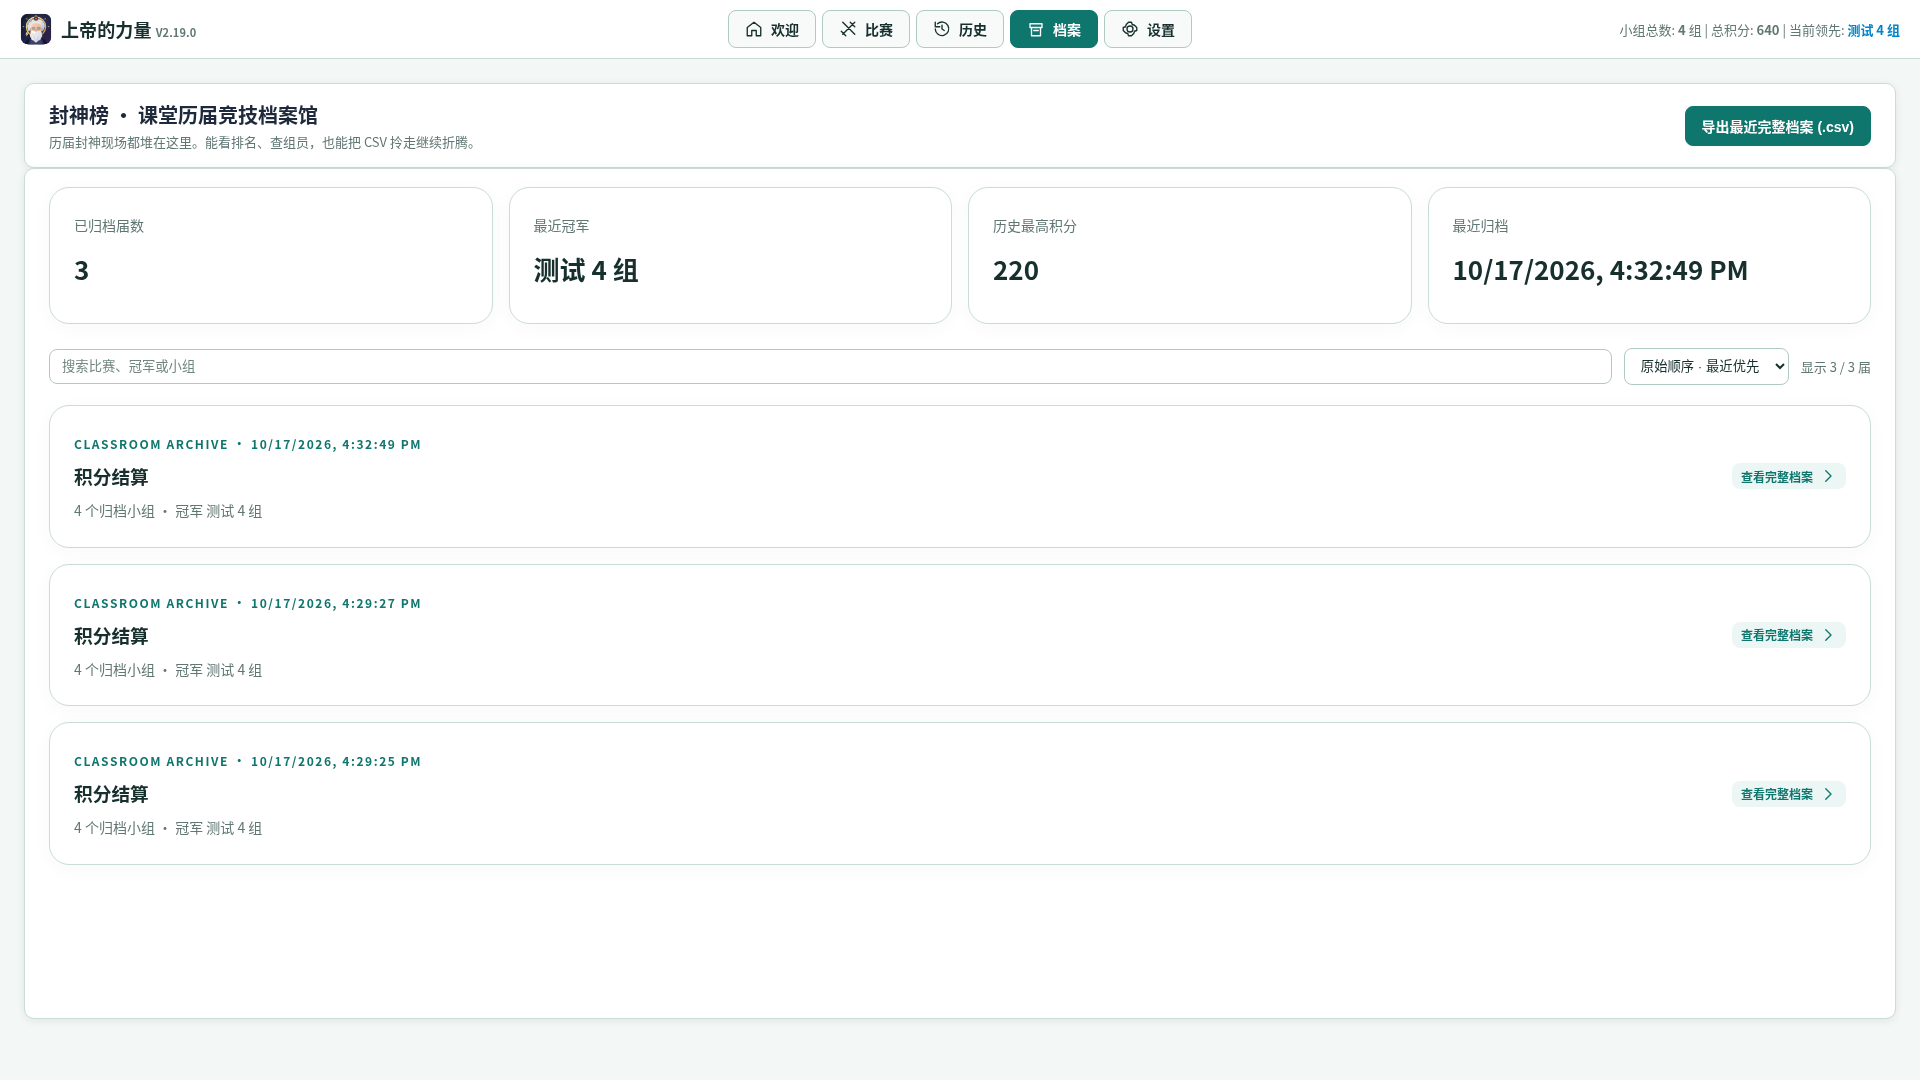 上帝的力量 V2.19.0
欢迎
比赛
历史
档案
设置
小组总数: 4 组 | 总积分: 640 | 当前领先: 测试 4 组
封神榜 • 课堂历届竞技档案馆
历届封神现场都堆在这里。能看排名、查组员，也能把 CSV 拎走继续折腾。
导出最近完整档案 (.csv)
已归档届数
3
最近冠军
测试 4 组
历史最高积分
220
最近归档
10/17/2026, 4:32:49 PM
搜索比赛、冠军或小组
原始顺序 · 最近优先
显示 3 / 3 届
CLASSROOM ARCHIVE • 10/17/2026, 4:32:49 PM
积分结算
4 个归档小组 • 冠军 测试 4 组
查看完整档案
CLASSROOM ARCHIVE • 10/17/2026, 4:29:27 PM
积分结算
4 个归档小组 • 冠军 测试 4 组
查看完整档案
CLASSROOM ARCHIVE • 10/17/2026, 4:29:25 PM
积分结算
4 个归档小组 • 冠军 测试 4 组
查看完整档案